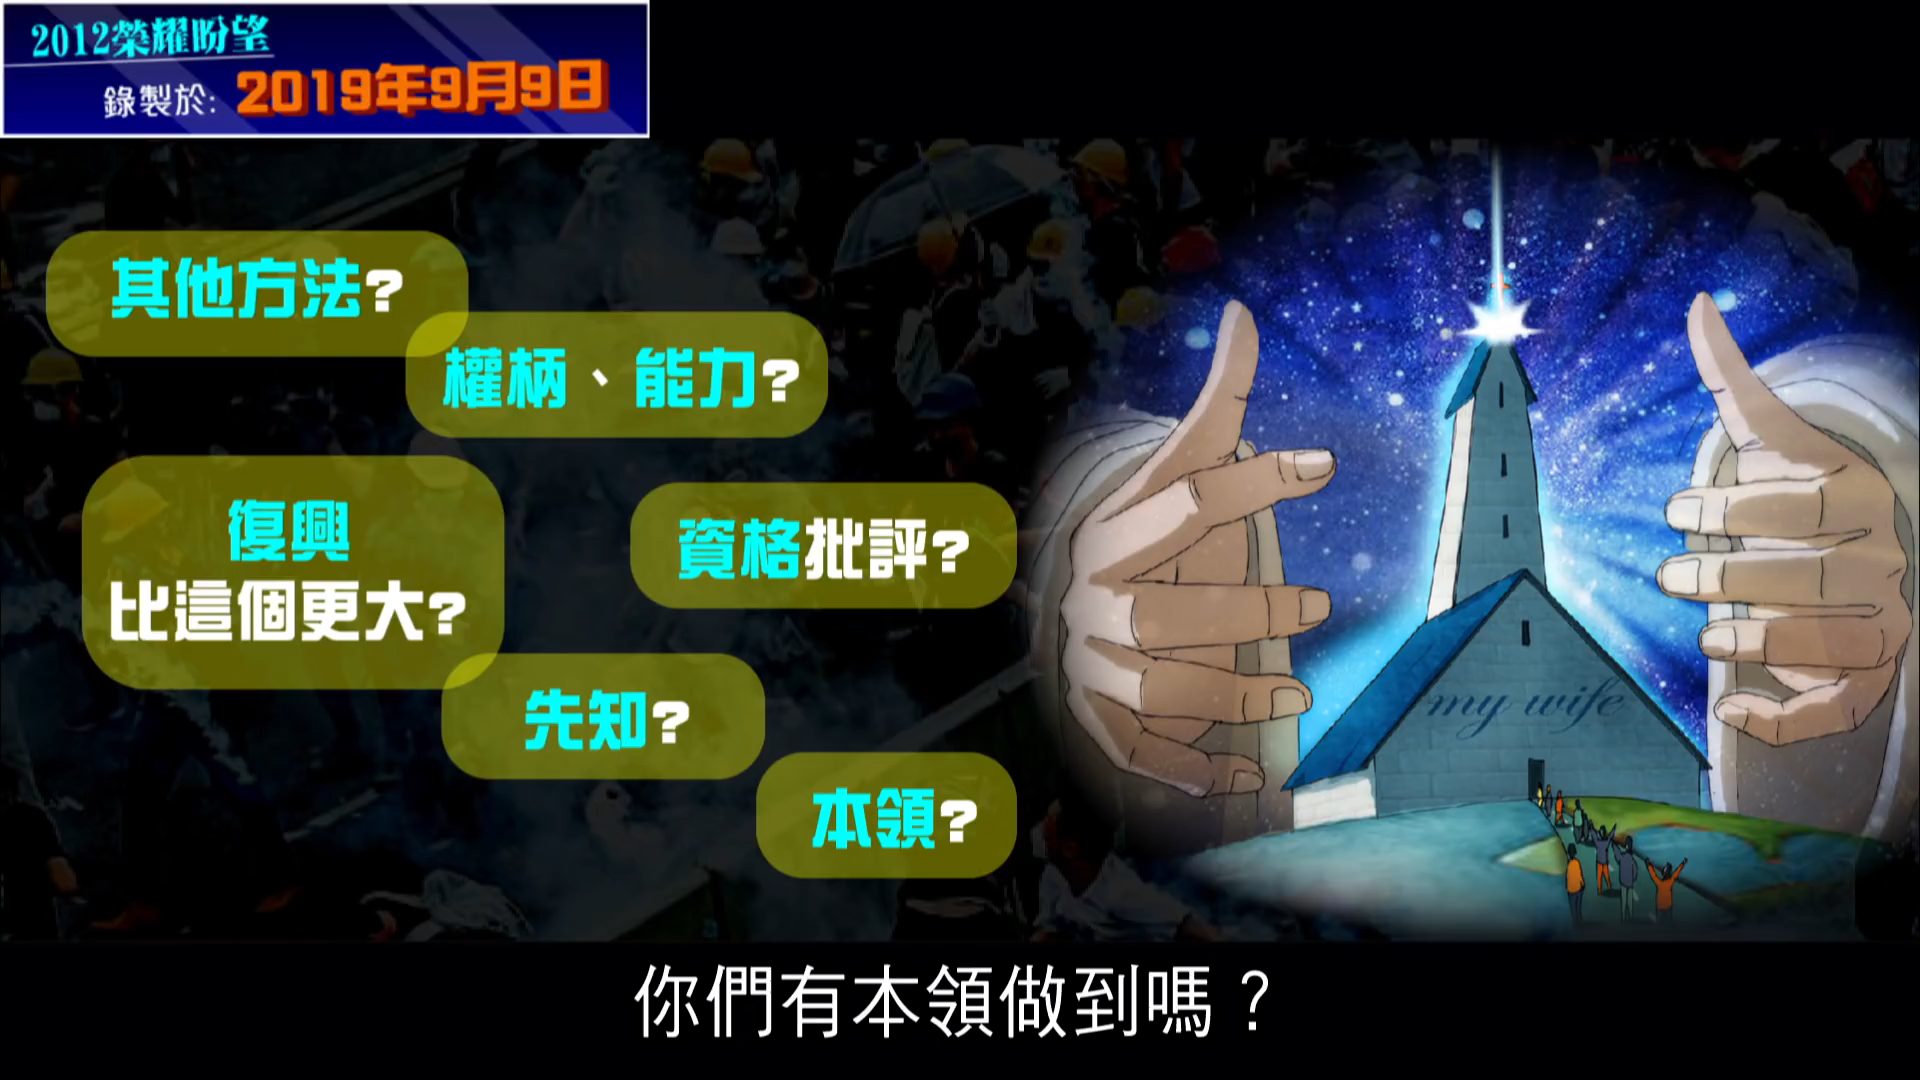 2012榮耀盼望
錄製於: 2019年9月9日
其他方法?
權柄、能力?
復興
比這個更大?
資格批評?
先知?
本領?
my wife
你們有本領做到嗎？